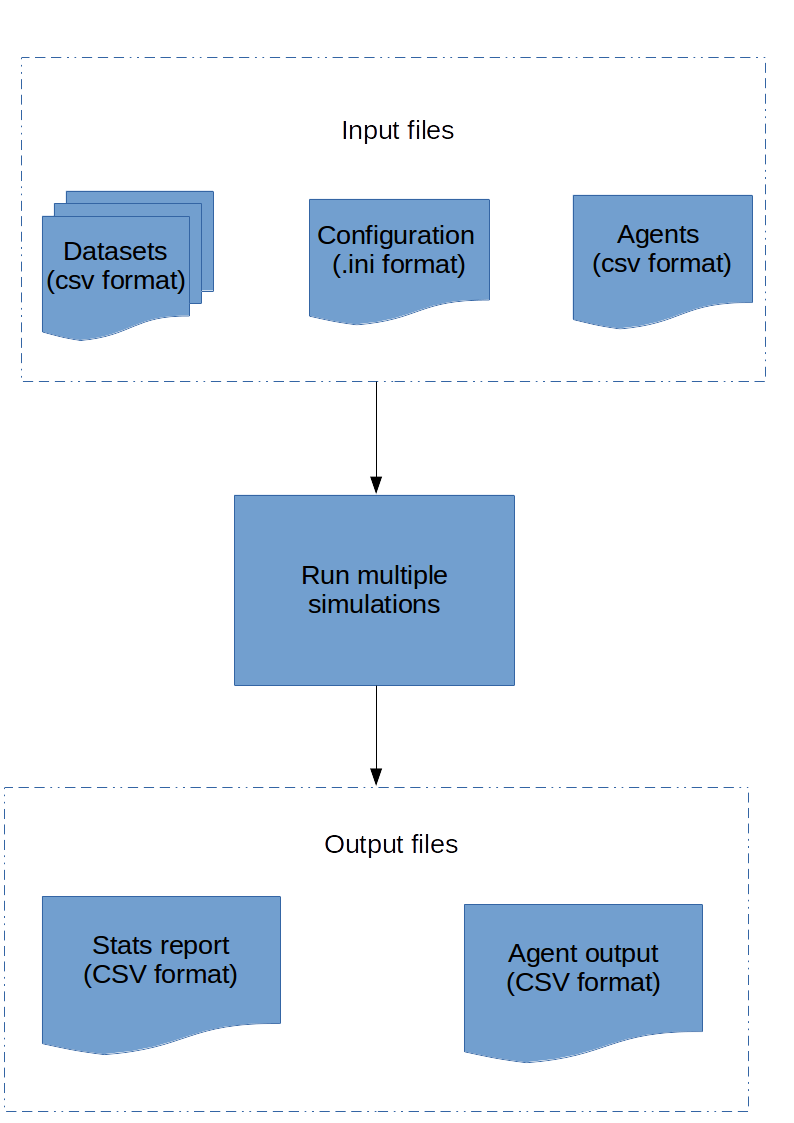 Input files
Datasets
(csv format)
Configuration
(.ini format)
Agents
(csv format)
Run multiple
simulations
Output files
Stats report
(CSV format)
Agent output
(CSV format)